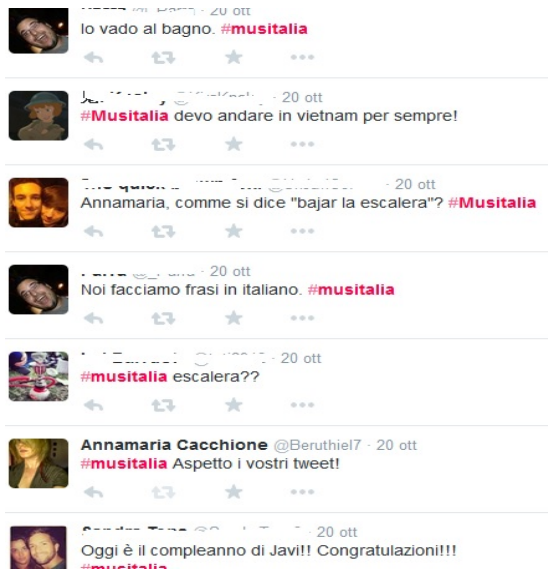 20 ott
Io vado al bagno. #musitalia
20 ott
#Musitalia devo andare in vietnam per sempre!
20 ott
Annamaria, comme si dice "bajar la escalera"? #Musitalia
20 ott
Noi facciamo frasi in italiano. #musitalia
20 ott
#musitalia escalera??
Annamaria Cacchione @Beruthiel7 · 20 ott
#musitalia Aspetto i vostri tweet!
20 ott
Oggi è il compleanno di Javi!! Congratulazioni!!!
#musitalia